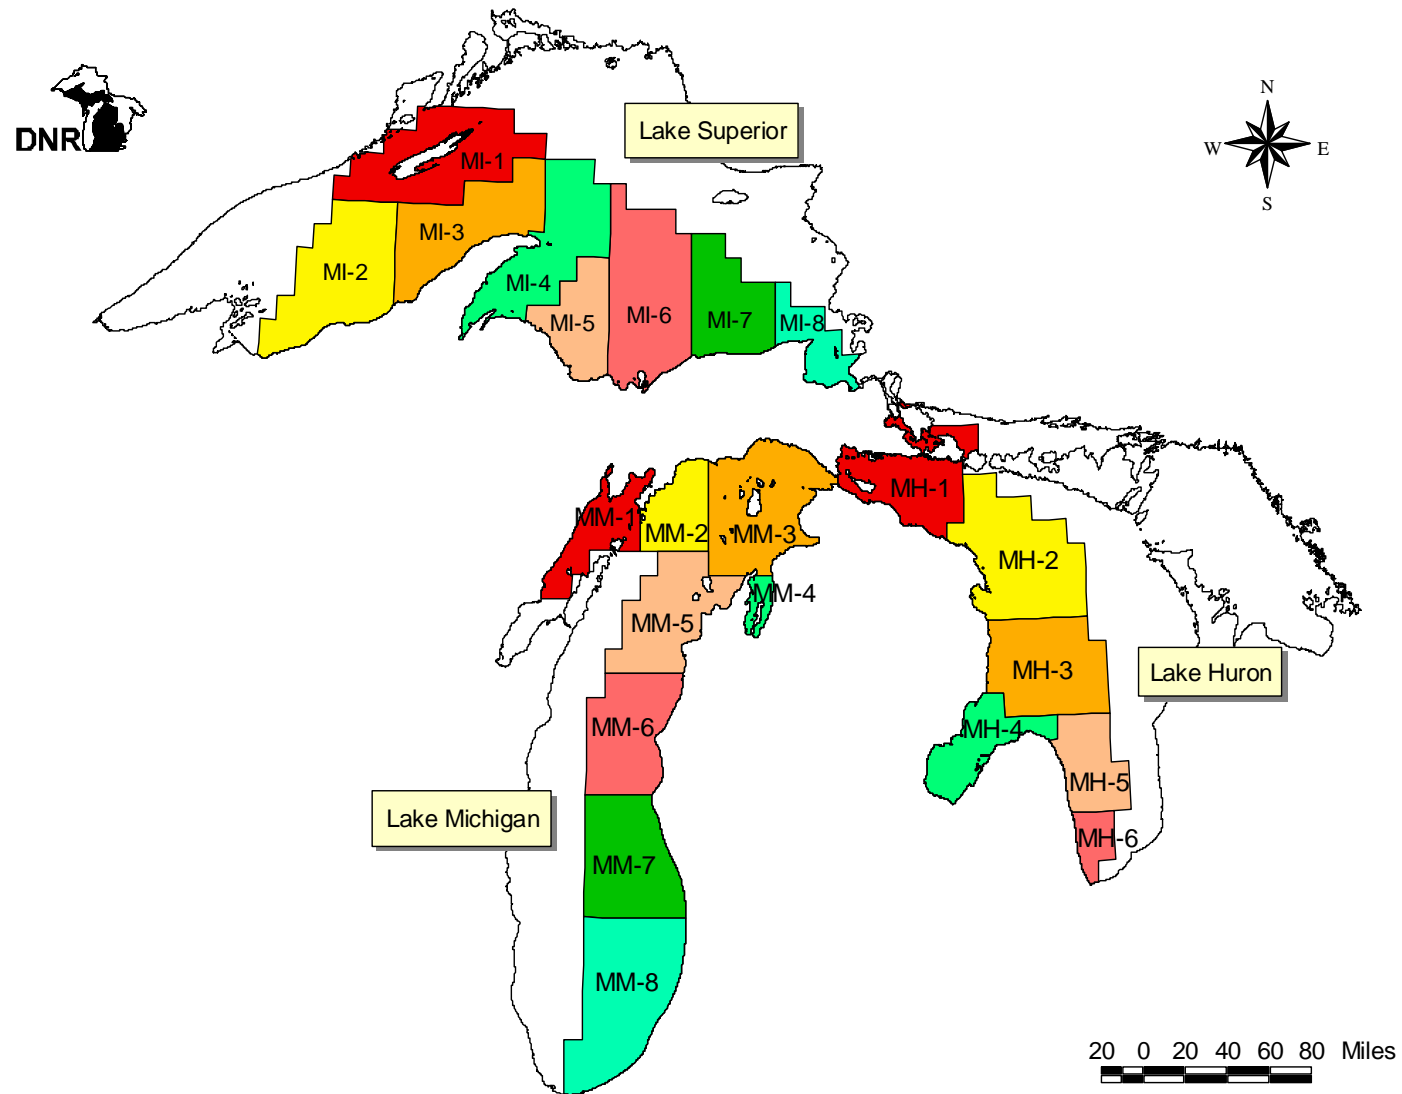 N
Lake Superior
DNR
W E
MI-1
S
MI-3
MI-2
MI-4
MI-5 MI-6 MI-7 MI-8
MH-1
MM-1 MM-2 MM-3
MH-2
MM-4
MM-5
MH-3 Lake Huron
MM-6 MH-4
MH-5
Lake Michigan
MH-6
MM-7
MM-8
20 0 20 40 60 80 Miles